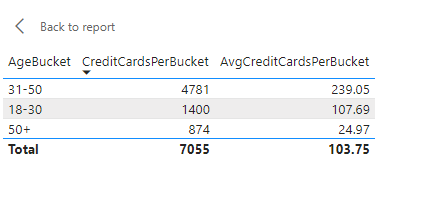 Back to report
AgeBucket CreditCardsPerBucket AvgCreditCardsPerBucket
31-50 4781 239.05
18-30 1400 107.69
50+ 874 24.97
Total 7055 103.75